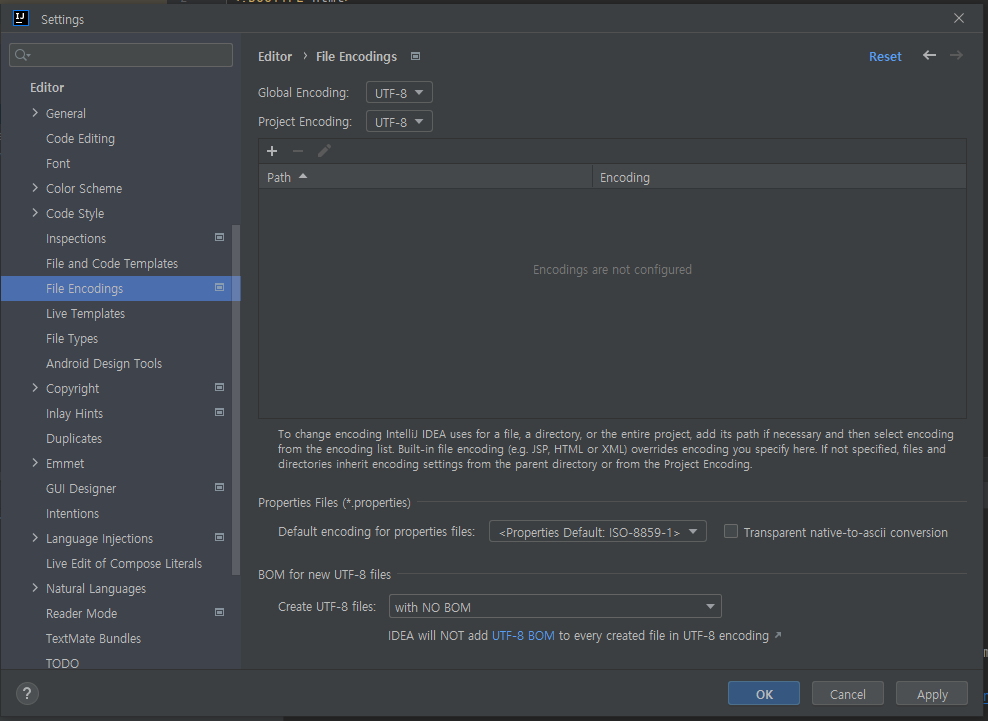 Settings
Editor
General
Code Editing
Font
Color Scheme
Code Style
Inspections
File and Code Templates
File Encodings
Live Templates
File Types
Android Design Tools
Copyright
Inlay Hints
Duplicates
Emmet
GUI Designer
Intentions
Language Injections
Live Edit of Compose Literals
Natural Languages
Reader Mode
TextMate Bundles
TODO
Editor › File Encodings
Reset
Global Encoding: UTF-8
Project Encoding: UTF-8
Path Encoding
Encodings are not configured
To change encoding IntelliJ IDEA uses for a file, a directory, or the entire project, add its path if necessary and then select encoding
from the encoding list. Built-in file encoding (e.g. JSP, HTML or XML) overrides encoding you specify here. If not specified, files and
directories inherit encoding settings from the parent directory or from the Project Encoding.
Properties Files (*.properties)
Default encoding for properties files: <Properties Default: ISO-8859-1> Transparent native-to-ascii conversion
BOM for new UTF-8 files
Create UTF-8 files: with NO BOM
IDEA will NOT add UTF-8 BOM to every created file in UTF-8 encoding ↗
?
OK Cancel Apply